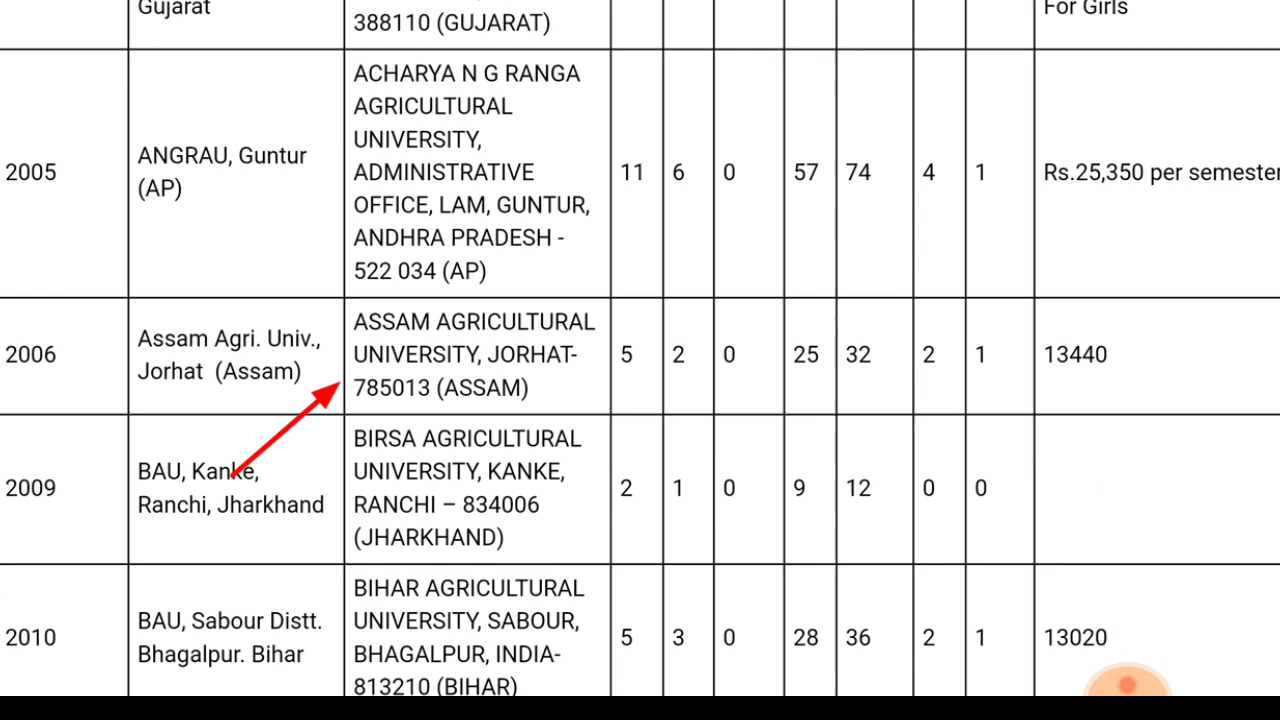 Gujarat
388110 (GUJARAT)
For Girls
2005
ANGRAU, Guntur
(AP)
ACHARYA N G RANGA
AGRICULTURAL
UNIVERSITY,
ADMINISTRATIVE
OFFICE, LAM, GUNTUR,
ANDHRA PRADESH -
522 034 (AP)
11 6 0 57 74 4 1 Rs.25,350 per semester
2006
Assam Agri. Univ.,
Jorhat (Assam)
ASSAM AGRICULTURAL
UNIVERSITY, JORHAT-
785013 (ASSAM)
5 2 0 25 32 2 1 13440
2009
BAU, Kanke,
Ranchi, Jharkhand
BIRSA AGRICULTURAL
UNIVERSITY, KANKE,
RANCHI – 834006
(JHARKHAND)
2 1 0 9 12 0 0
2010
BAU, Sabour Distt.
Bhagalpur. Bihar
BIHAR AGRICULTURAL
UNIVERSITY, SABOUR,
BHAGALPUR, INDIA-
813210 (BIHAR)
5 3 0 28 36 2 1 13020